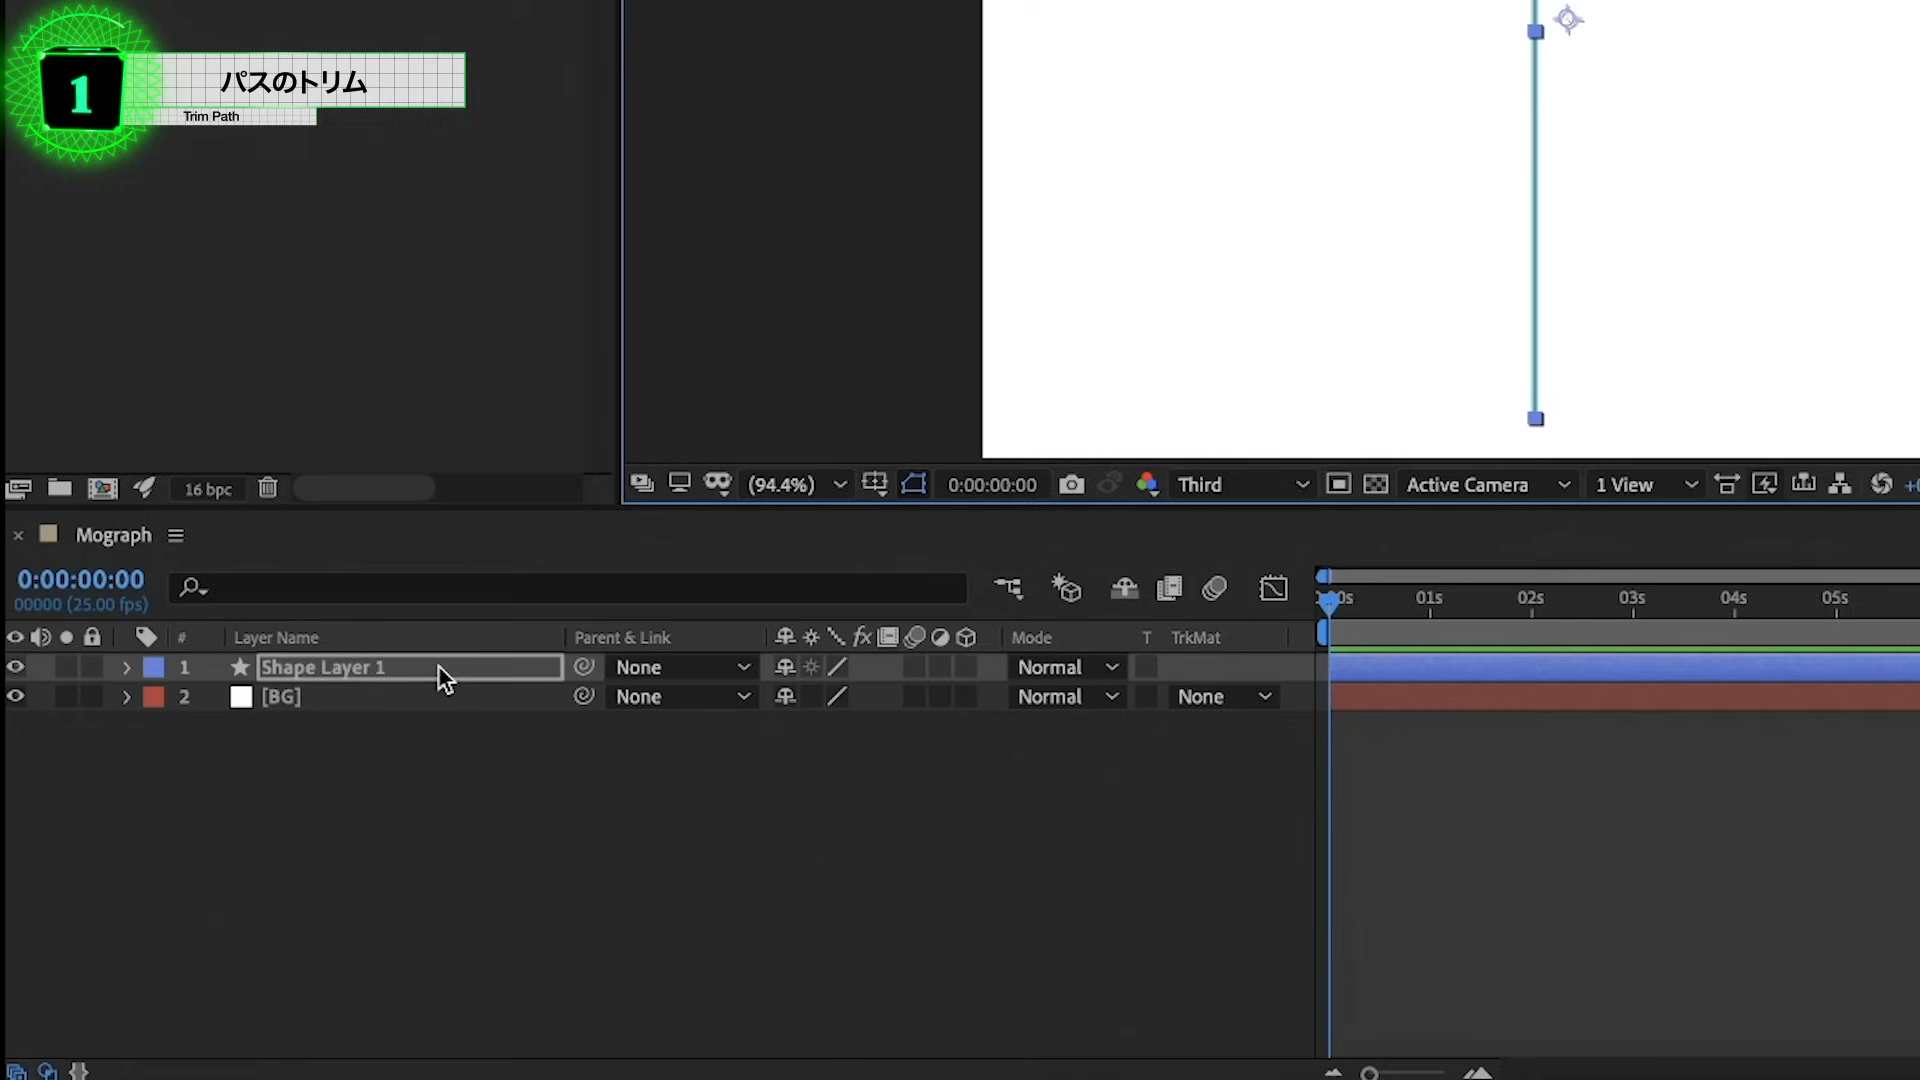 1
パスのトリム
Trim Path
16 bpc
(94.4%)
0:00:00:00
Third
Active Camera
1 View
Mograph
0:00:00:00
00000 (25.00 fps)
01s
02s
03s
04s
05s
#
Layer Name
Parent & Link
fx
Mode
T
TrkMat
1
Shape Layer 1
None
Normal
2
[BG]
None
Normal
None